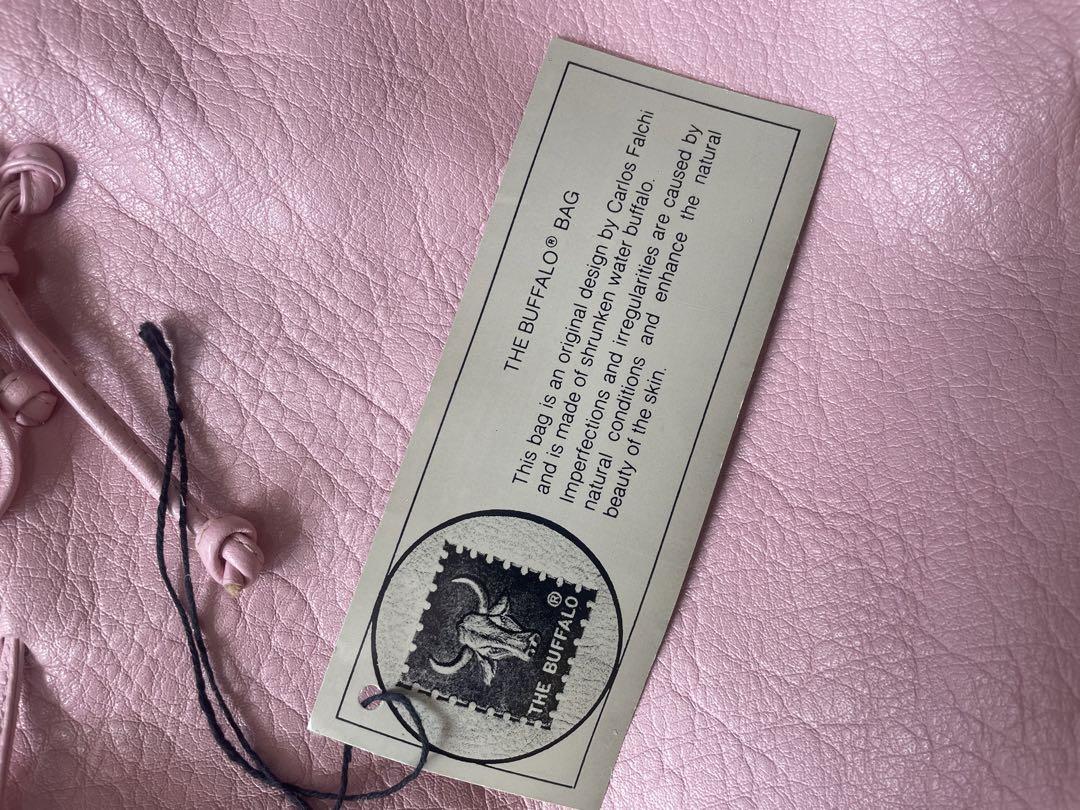 THE BUFFALO® BAG
This bag is an original design by Carlos Falchi
and is made of shrunken water buffalo.
Imperfections and irregularities are caused by
natural conditions and enhance the natural
beauty of the skin.
THE BUFFALO ®